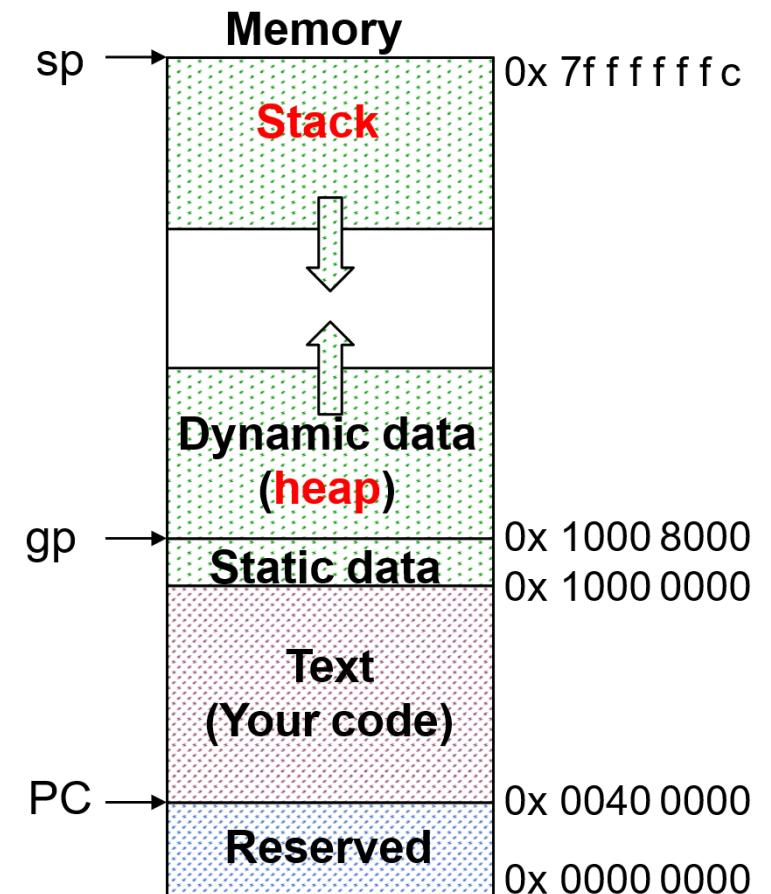 Memory
sp
0x 7f f f f f f c
Stack
Dynamic data
(heap)
gp
0x 1000 8000
Static data
0x 1000 0000
Text
(Your code)
PC
0x 0040 0000
Reserved
0x 0000 0000